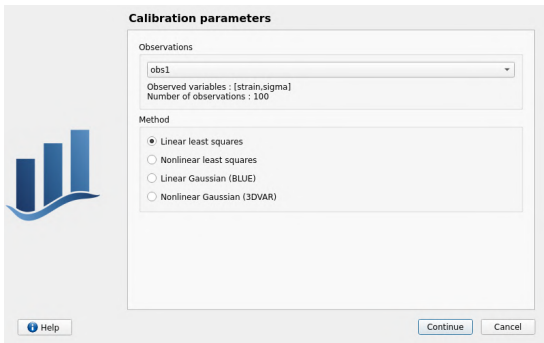 Calibration parameters
Observations
obs1
Observed variables : [strain,sigma]
Number of observations : 100
Method
Linear least squares
Nonlinear least squares
Linear Gaussian (BLUE)
Nonlinear Gaussian (3DVAR)
Help
Continue
Cancel